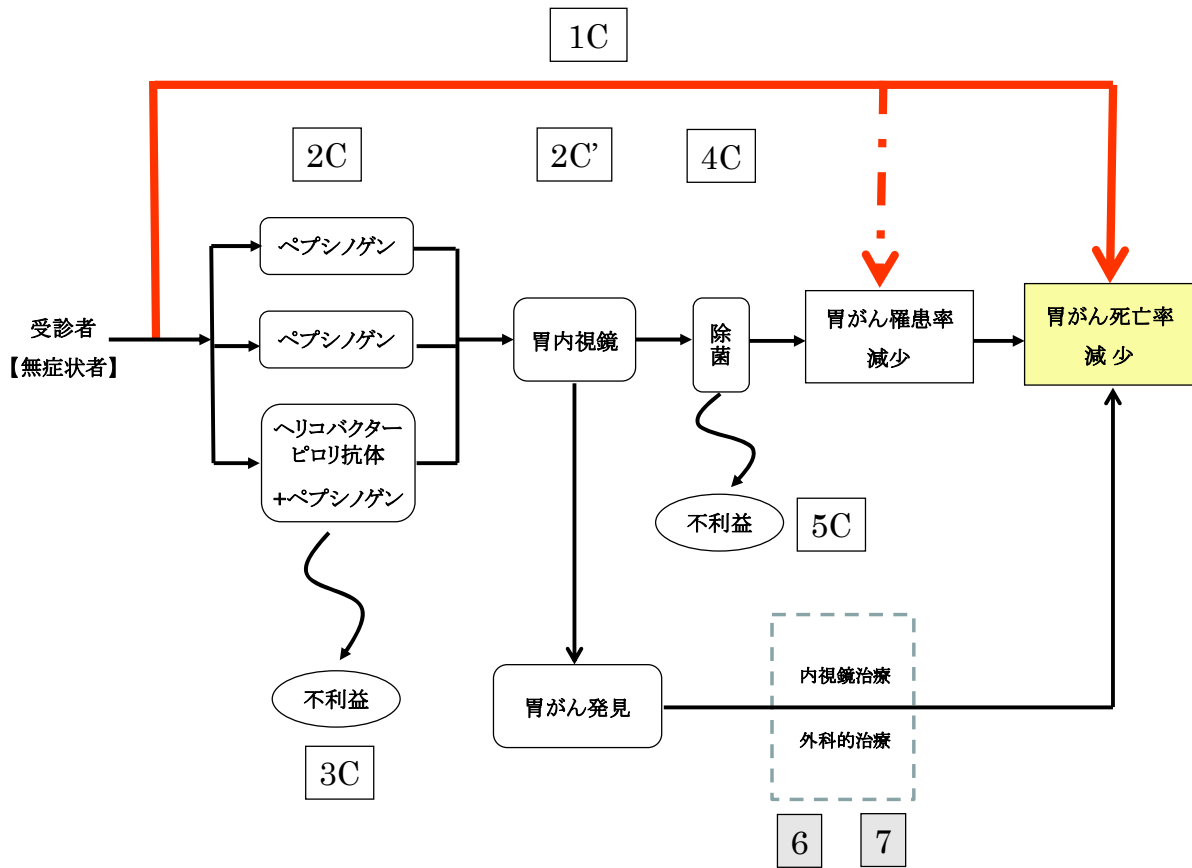 1C
2C
2C’
4C
ペプシノゲン
受診者
【無症状者】
ペプシノゲン
ヘリコバクター
ピロリ抗体
+ペプシノゲン
胃内視鏡
除
菌
胃がん罹患率
減少
胃がん死亡率
減 少
不利益
5C
不利益
3C
胃がん発見
内視鏡治療
外科的治療
6
7